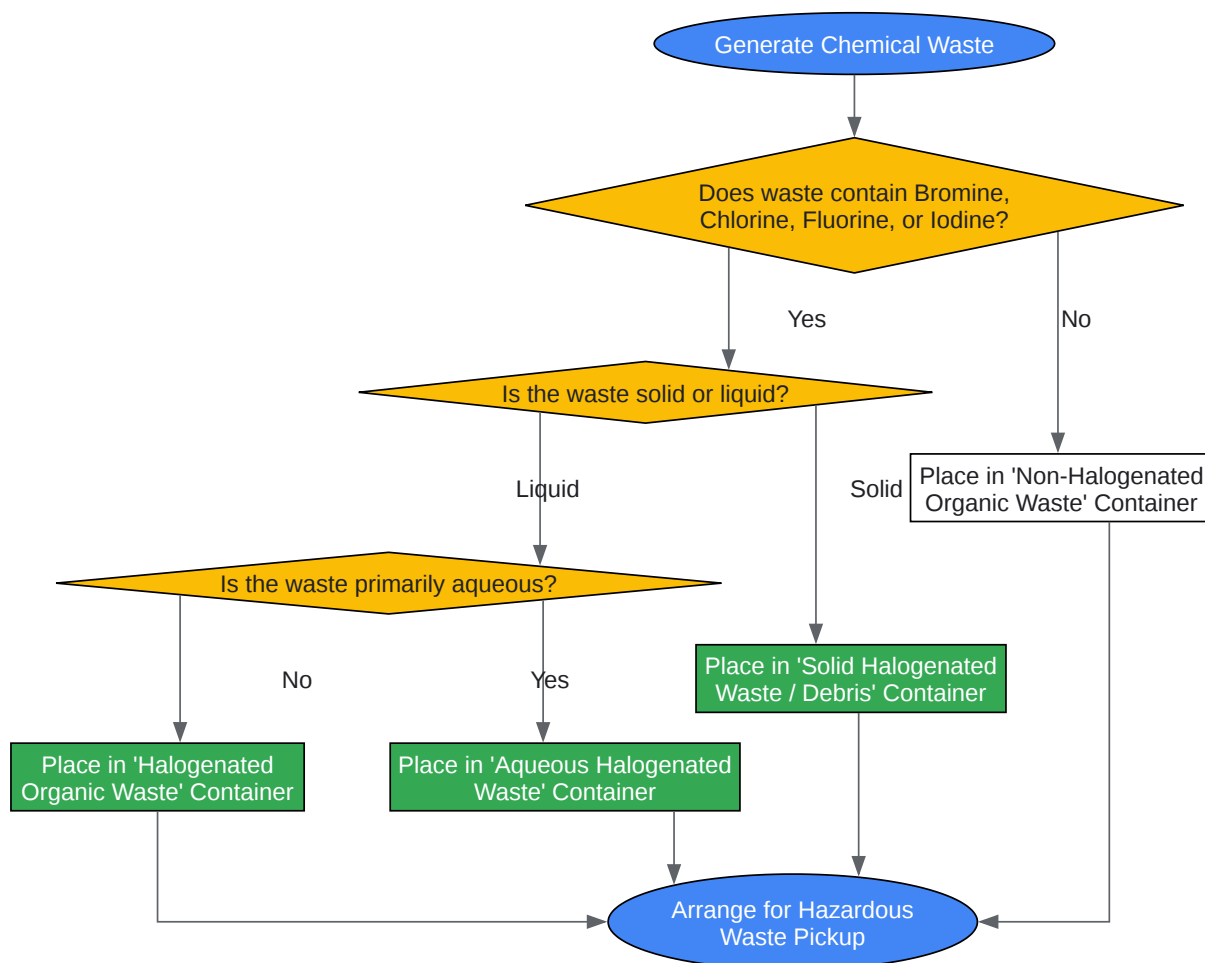 Generate Chemical Waste
Does waste contain Bromine,
Chlorine, Fluorine, or Iodine?
Yes
No
Is the waste solid or liquid?
Liquid
Solid
Place in 'Non-Halogenated
Organic Waste' Container
Is the waste primarily aqueous?
No
Yes
Place in 'Solid Halogenated
Waste / Debris' Container
Place in 'Halogenated
Organic Waste' Container
Place in 'Aqueous Halogenated
Waste' Container
Arrange for Hazardous
Waste Pickup